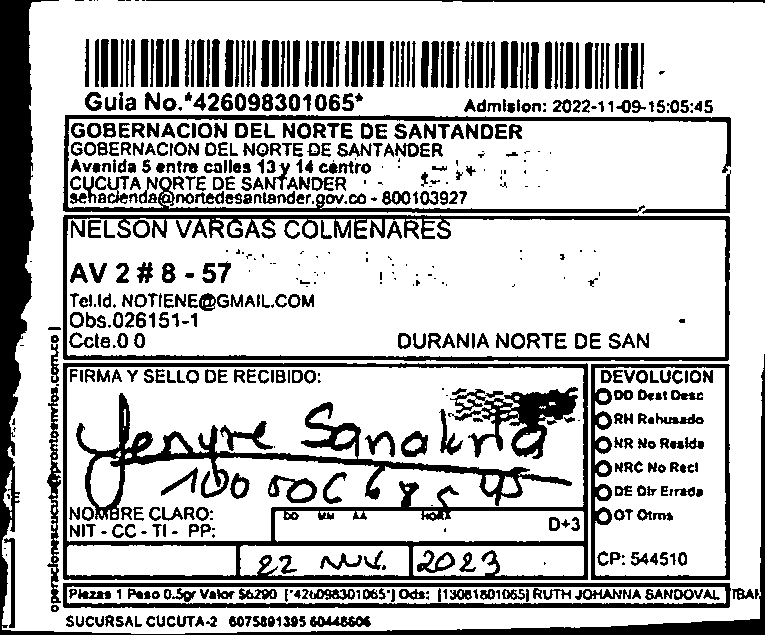 Guia No.*426098301065*
Admision: 2022-11-09-15:05:45
GOBERNACION DEL NORTE DE SANTANDER
GOBERNACION DEL NORTE DE SANTANDER
Avenida 5 entre calles 13 y 14 centro
CUCUTA NORTE DE SANTANDER
sehacienda@nortedesantander.gov.co - 800103927
NELSON VARGAS COLMENARES
AV 2 # 8 - 57
Tel.Id. NOTIENE@GMAIL.COM
Obs.026151-1
Ccte.0 0
DURANIA NORTE DE SAN
operacionescucuta@prontoenvios.com.co |
FIRMA Y SELLO DE RECIBIDO:
Sanabria
NOMBRE CLARO:
NIT - CC - TI - PP:
DD MM AA HORA
D+3
22 NOV. 2023
DEVOLUCION
DD Dest Desc
RH Rehusado
NR No Reside
NRC No Recl
DE Dir Errada
OT Otros
CP: 544510
Piezas 1 Peso 0.5gr Valor $6290 [*426098301065*] Ods: [13081801065] RUTH JOHANNA SANDOVAL
SUCURSAL CUCUTA-2 6075891395 60448606